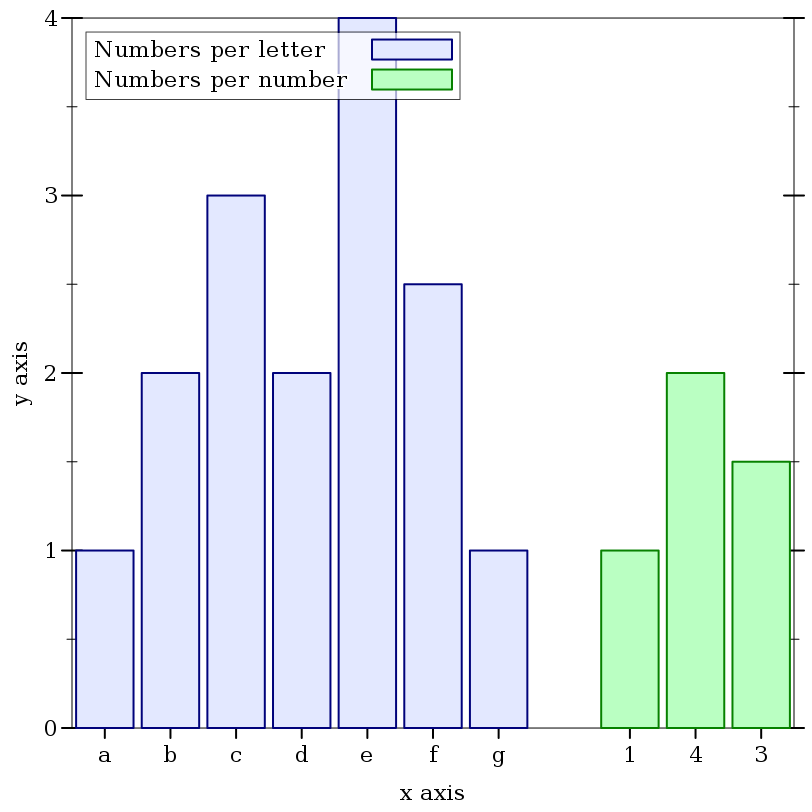 4
Numbers per letter
Numbers per number
3
2
y axis
1
0
a b c d e f g 1 4 3
x axis